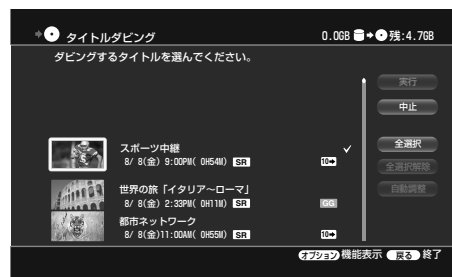 タイトルダビング 0.0GB 残:4.7GB
ダビングするタイトルを選んでください。
実行
中止
スポーツ中継
8/ 8(金) 9:00PM( 0H54M) SR 10
全選択
全選択解除
世界の旅「イタリア〜ローマ」
8/ 8(金) 2:33PM( 0H11M) SR GG
自動調整
都市ネットワーク
8/ 8(金)11:00AM( 0H55M) SR 10
オプション 機能表示 戻る 終了